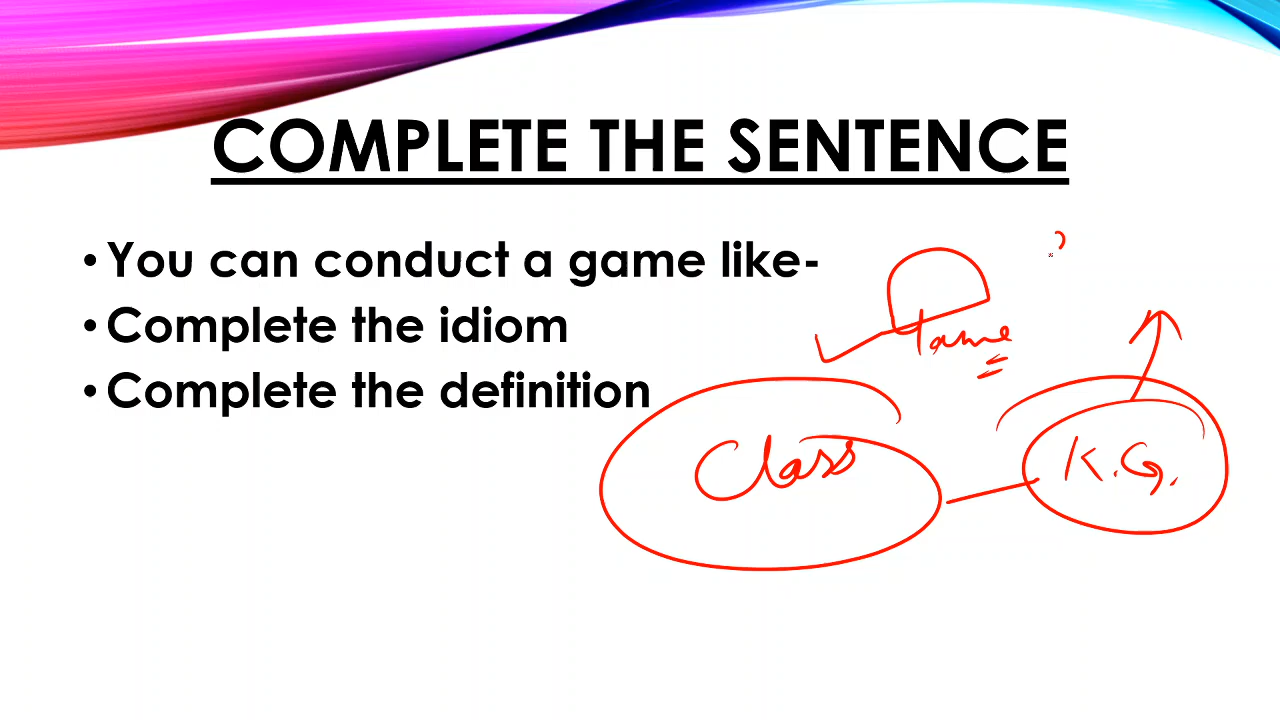 COMPLETE THE SENTENCE
• You can conduct a game like-
• Complete the idiom
• Complete the definition
Game
Class
K.G.